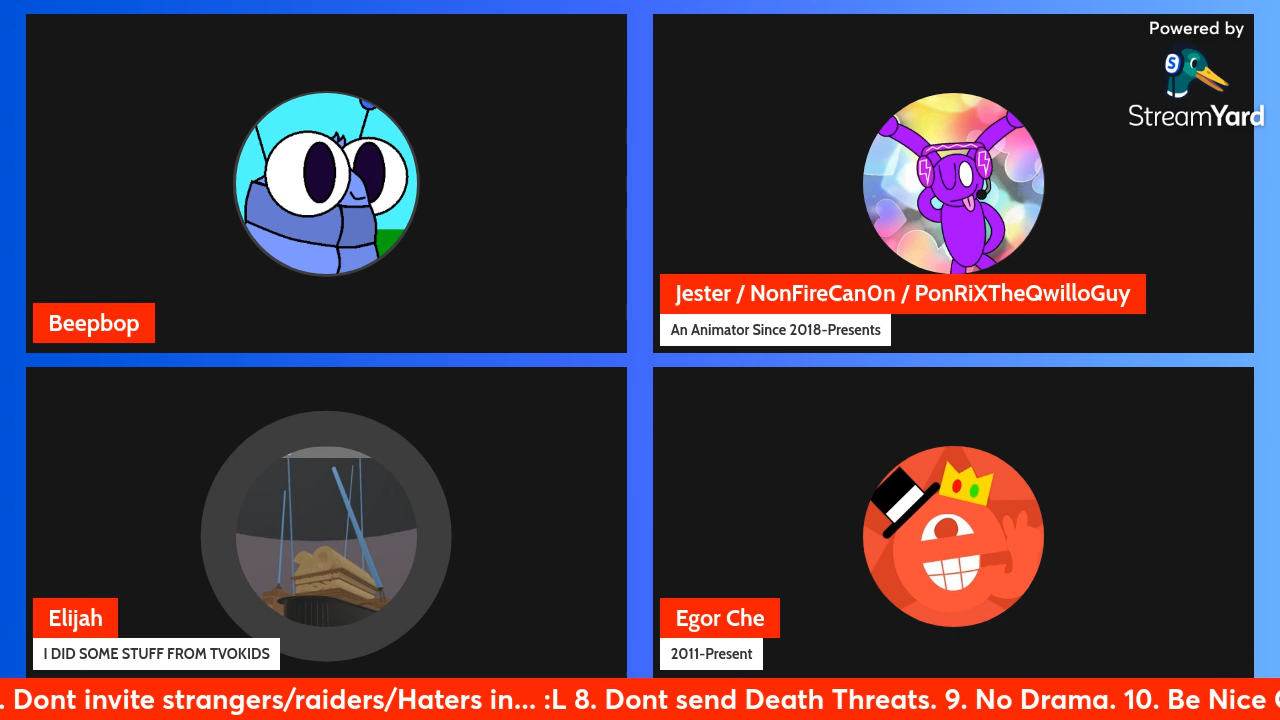 Powered by
StreamYard
Beepbop
Jester / NonFireCan0n / PonRiXTheQwilloGuy
An Animator Since 2018-Presents
Elijah
I DID SOME STUFF FROM TVOKIDS
Egor Che
2011-Present
. Dont invite strangers/raiders/Haters in... :L 8. Dont send Death Threats. 9. No Drama. 10. Be Nice